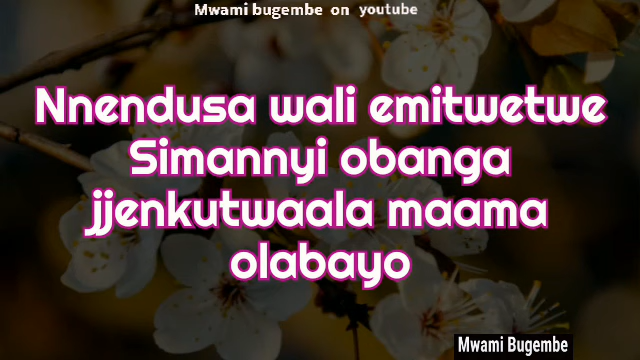 Mwami bugembe on youtube
Nnendusa wali emitwetwe
Simannyi obanga
jjenkutwaala maama
olabayo
Mwami Bugembe